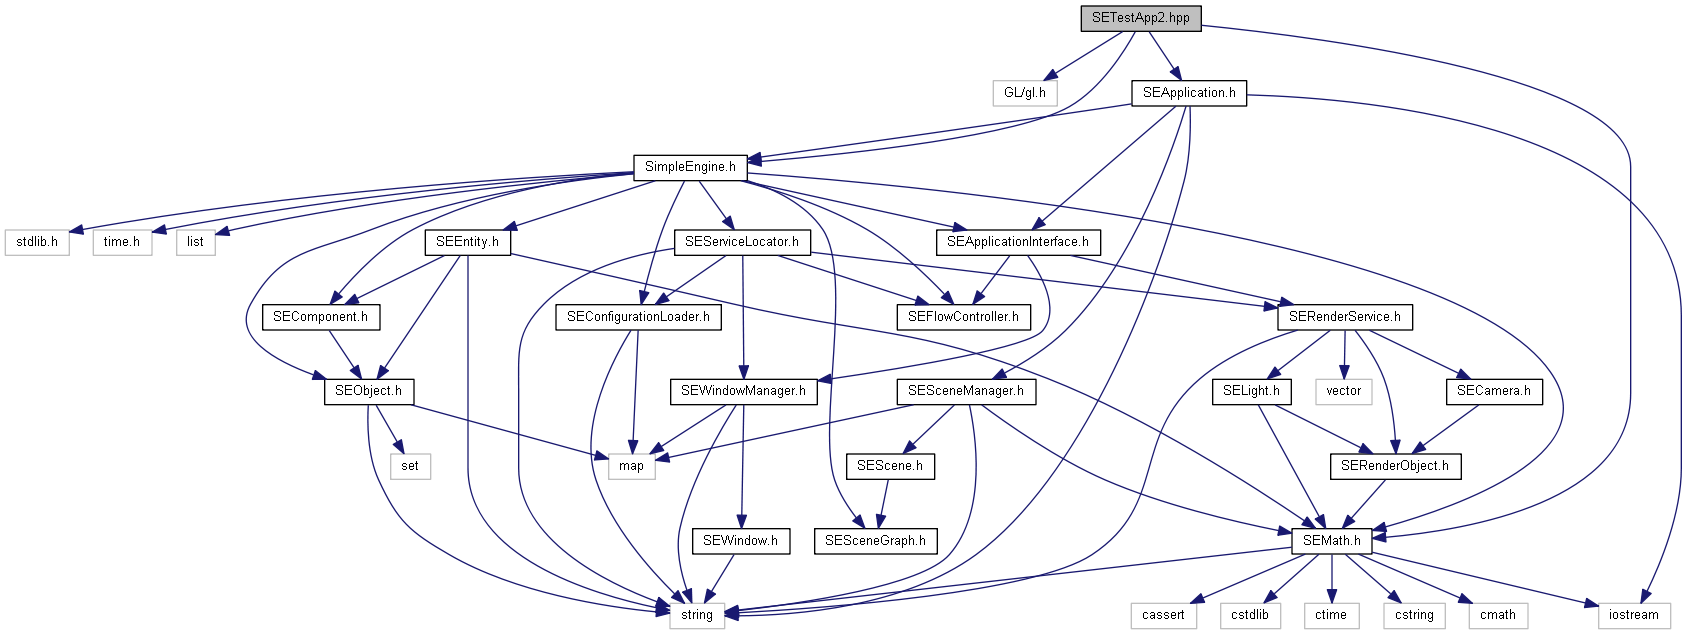 SETestApp2.hpp
GL/gl.h
SEApplication.h
SimpleEngine.h
stdlib.h
time.h
list
SEEntity.h
SEServiceLocator.h
SEApplicationInterface.h
SEComponent.h
SEConfigurationLoader.h
SEFlowController.h
SERenderService.h
SEObject.h
SEWindowManager.h
SESceneManager.h
SELight.h
vector
SECamera.h
set
map
SEScene.h
SERenderObject.h
SEWindow.h
SESceneGraph.h
SEMath.h
string
cassert
cstdlib
ctime
cstring
cmath
iostream